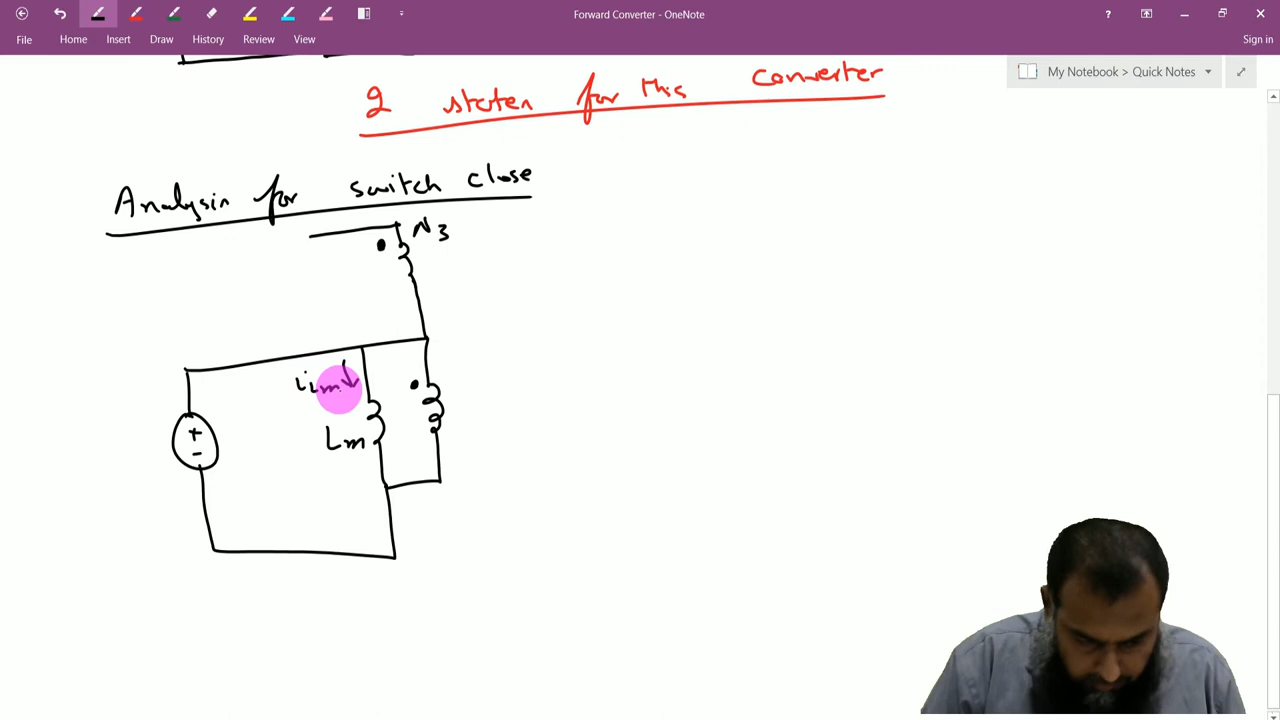 Forward Converter - OneNote
?
Sign in
File
Home
Insert
Draw
History
Review
View
My Notebook > Quick Notes
2 states for this converter
Analysis for switch close
N3
iLm
+
-
Lm